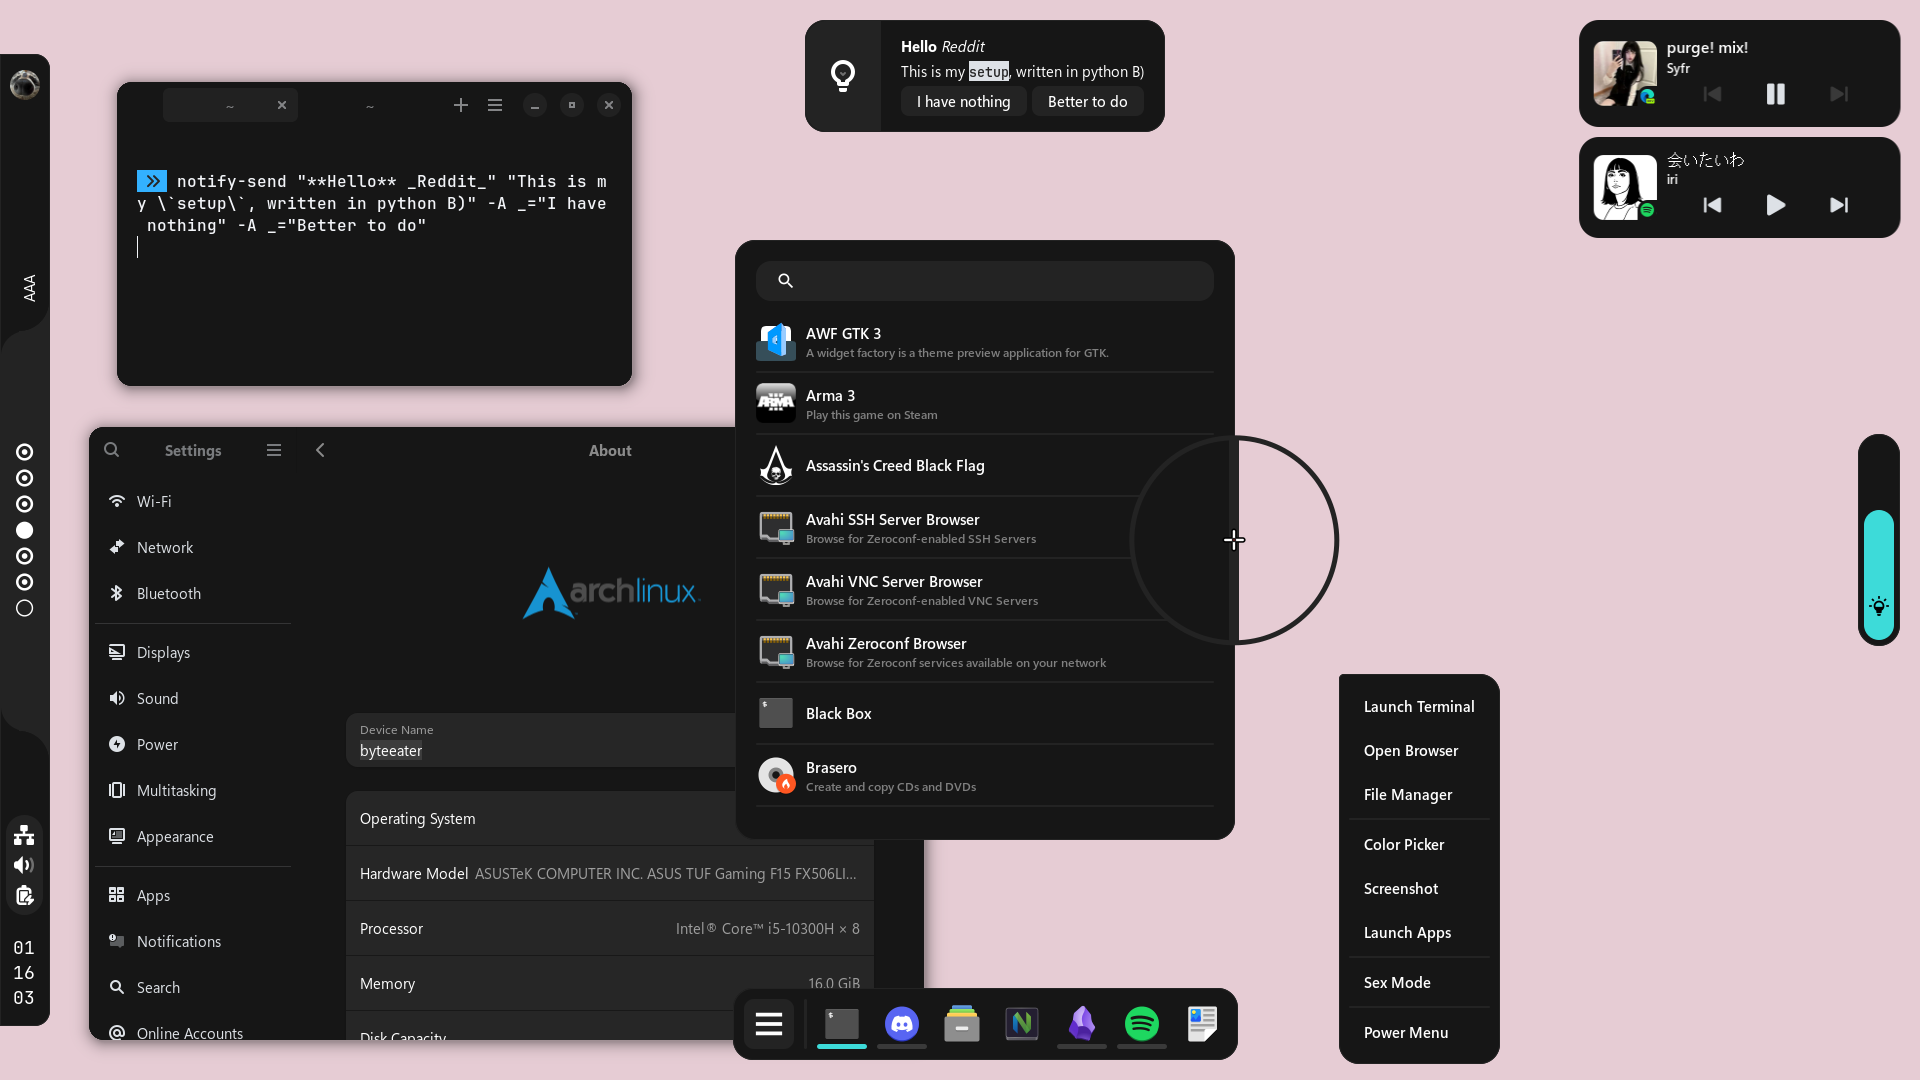 AAA
01
16
03
~
~
notify-send "**Hello** _Reddit_" "This is m
y \`setup\`, written in python B)" -A _="I have
nothing" -A _="Better to do"
Hello Reddit
This is my setup, written in python B)
I have nothing
Better to do
purge! mix!
Syfr
会いたいわ
iri
Settings
About
Wi-Fi
Network
Bluetooth
Displays
Sound
Power
Multitasking
Appearance
Apps
Notifications
Search
Online Accounts
archlinux
Device Name
byteeater
Operating System
Hardware Model ASUSTeK COMPUTER INC. ASUS TUF Gaming F15 FX506LI...
Processor Intel® Core™ i5-10300H × 8
Memory 16.0 GiB
Disk Capacity
AWF GTK 3
A widget factory is a theme preview application for GTK.
ARMA
Arma 3
Play this game on Steam
Assassin's Creed Black Flag
Avahi SSH Server Browser
Browse for Zeroconf-enabled SSH Servers
Avahi VNC Server Browser
Browse for Zeroconf-enabled VNC Servers
Avahi Zeroconf Browser
Browse for Zeroconf services available on your network
$
Black Box
Brasero
Create and copy CDs and DVDs
$
Launch Terminal
Open Browser
File Manager
Color Picker
Screenshot
Launch Apps
Sex Mode
Power Menu